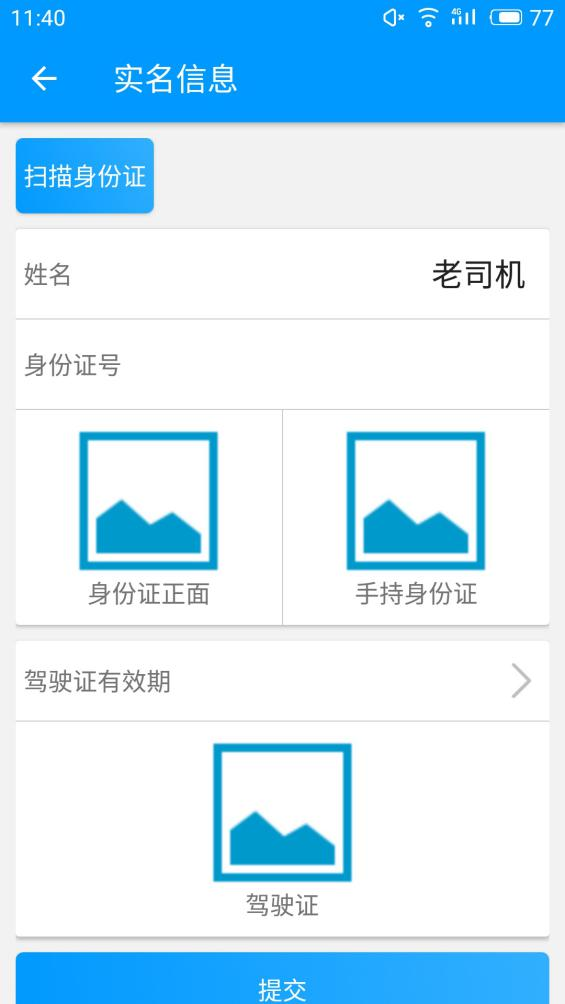 11:40 4G 77
实名信息
扫描身份证
姓名 老司机
身份证号
身份证正面 手持身份证
驾驶证有效期
驾驶证
提交